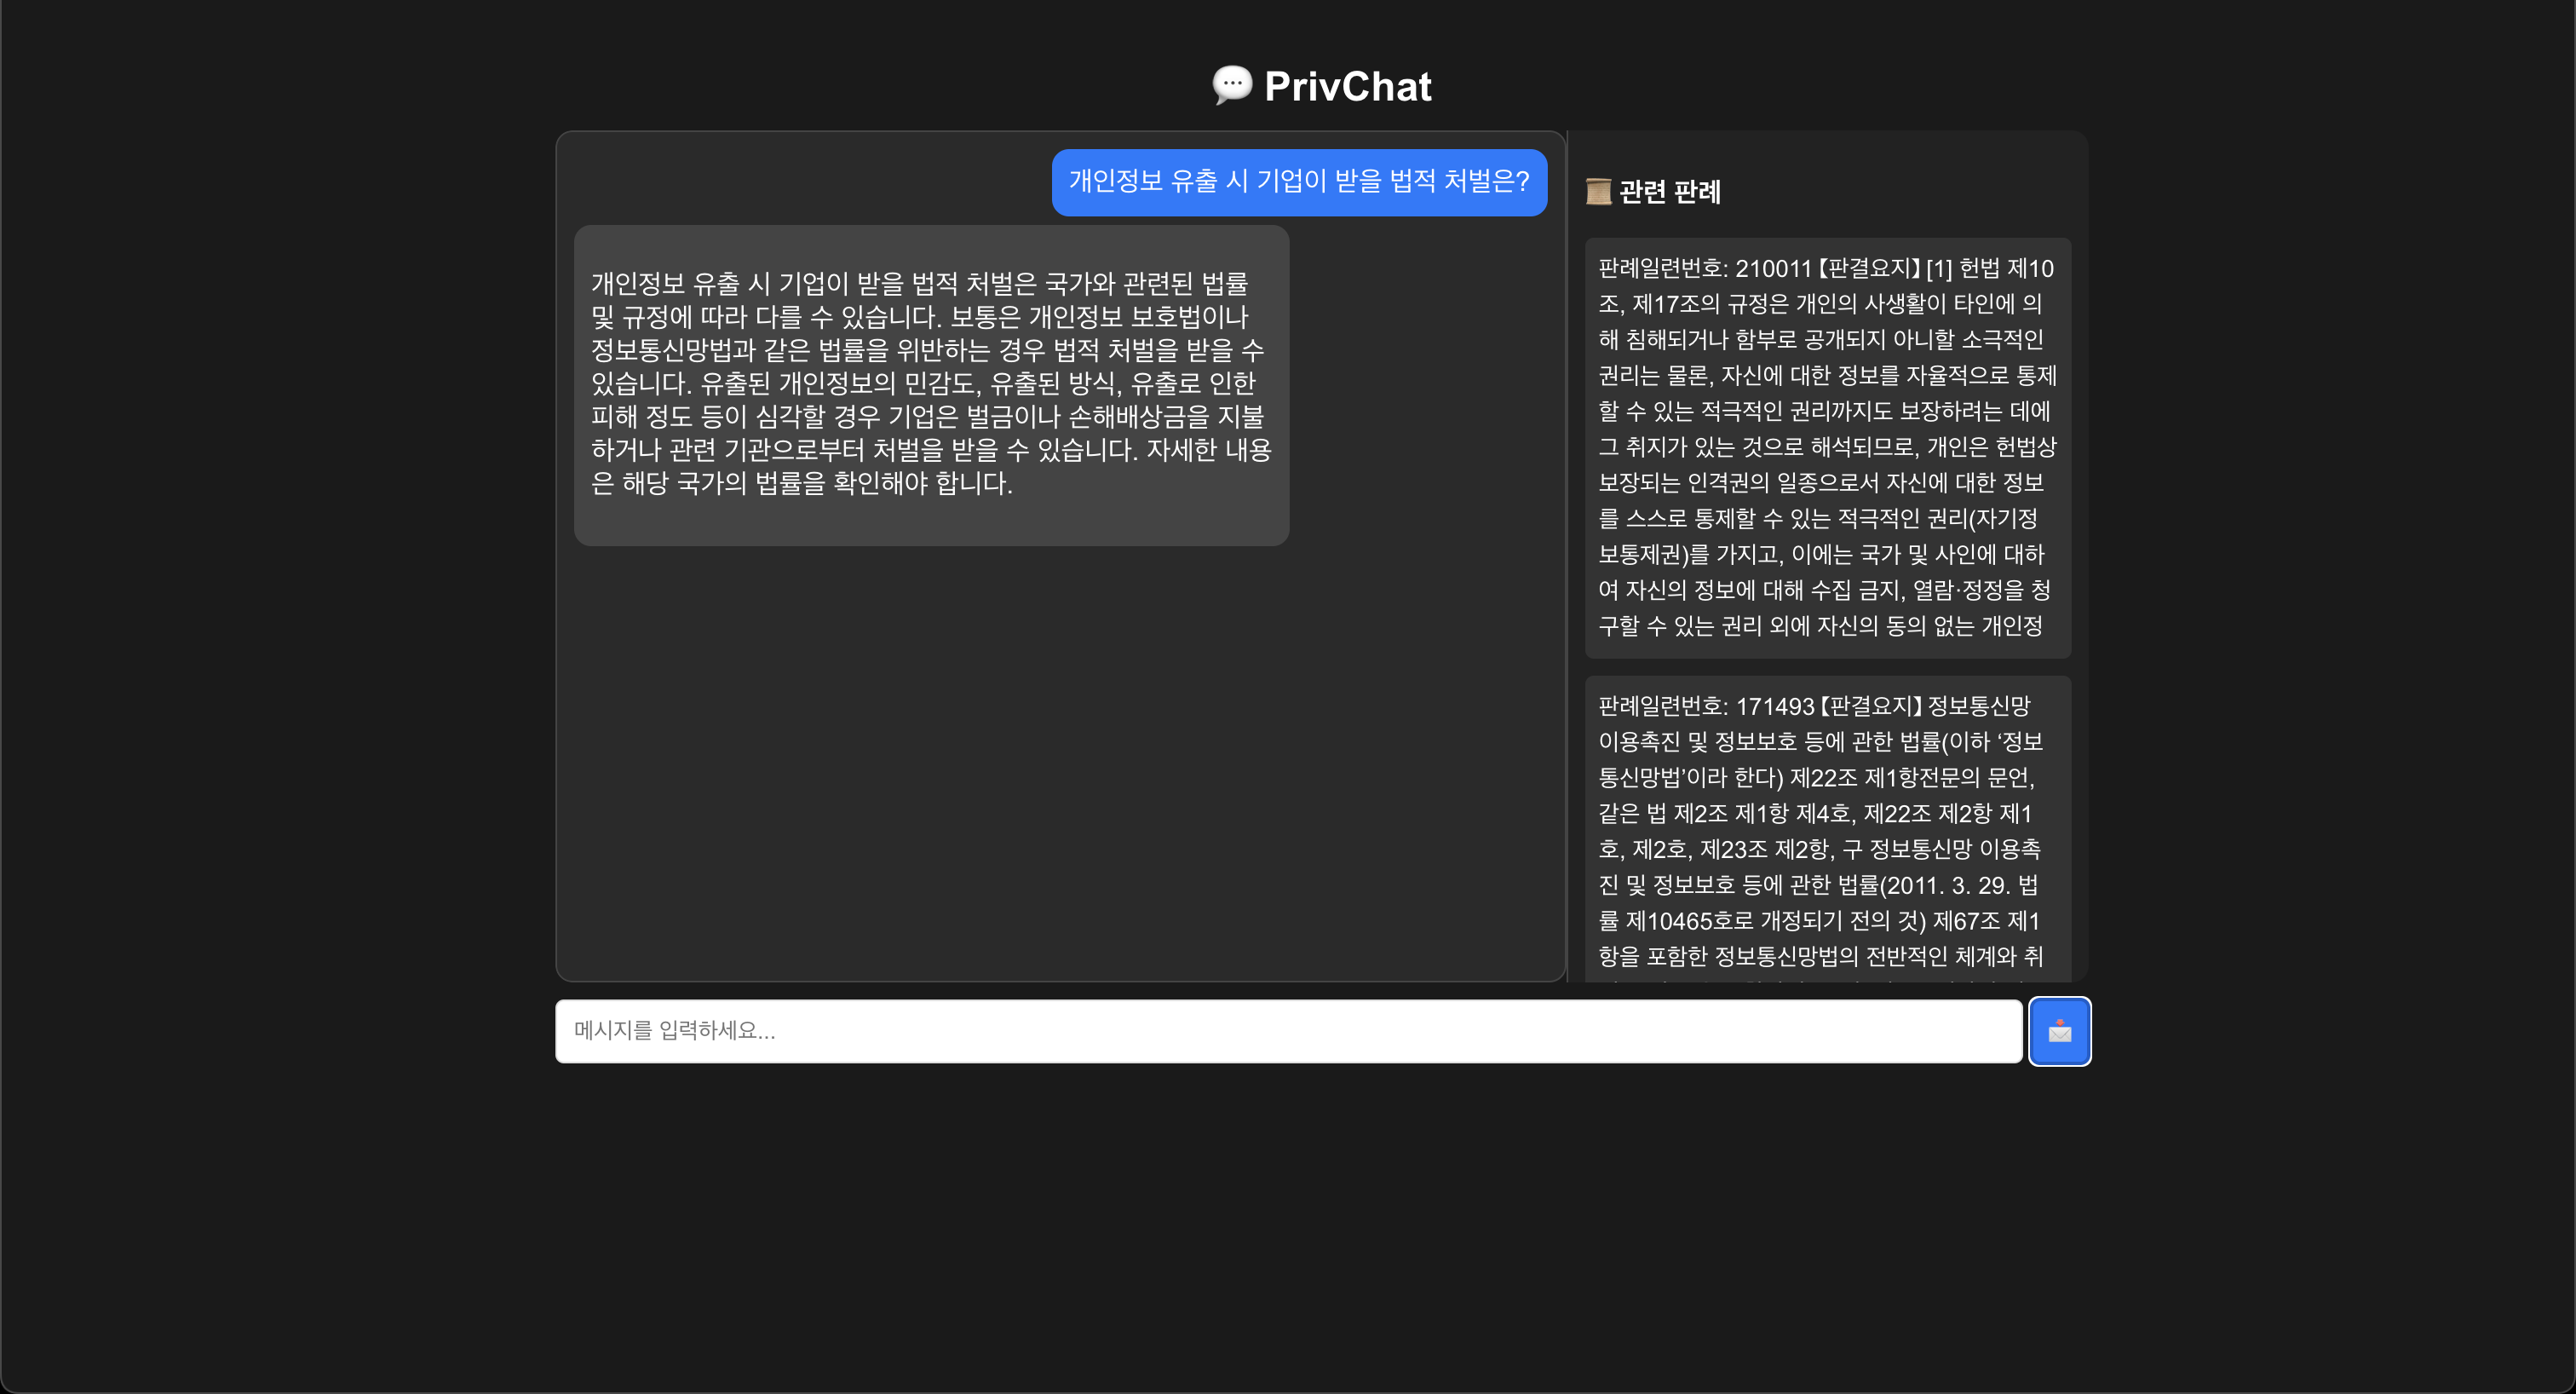 💬 PrivChat
개인정보 유출 시 기업이 받을 법적 처벌은?
개인정보 유출 시 기업이 받을 법적 처벌은 국가와 관련된 법률
및 규정에 따라 다를 수 있습니다. 보통은 개인정보 보호법이나
정보통신망법과 같은 법률을 위반하는 경우 법적 처벌을 받을 수
있습니다. 유출된 개인정보의 민감도, 유출된 방식, 유출로 인한
피해 정도 등이 심각할 경우 기업은 벌금이나 손해배상금을 지불
하거나 관련 기관으로부터 처벌을 받을 수 있습니다. 자세한 내용
은 해당 국가의 법률을 확인해야 합니다.
📜 관련 판례
판례일련번호: 210011【판결요지】[1] 헌법 제10
조, 제17조의 규정은 개인의 사생활이 타인에 의
해 침해되거나 함부로 공개되지 아니할 소극적인
권리는 물론, 자신에 대한 정보를 자율적으로 통제
할 수 있는 적극적인 권리까지도 보장하려는 데에
그 취지가 있는 것으로 해석되므로, 개인은 헌법상
보장되는 인격권의 일종으로서 자신에 대한 정보
를 스스로 통제할 수 있는 적극적인 권리(자기정
보통제권)를 가지고, 이에는 국가 및 사인에 대하
여 자신의 정보에 대해 수집 금지, 열람·정정을 청
구할 수 있는 권리 외에 자신의 동의 없는 개인정
판례일련번호: 171493【판결요지】정보통신망
이용촉진 및 정보보호 등에 관한 법률(이하 ‘정보
통신망법’이라 한다) 제22조 제1항전문의 문언,
같은 법 제2조 제1항 제4호, 제22조 제2항 제1
호, 제2호, 제23조 제2항, 구 정보통신망 이용촉
진 및 정보보호 등에 관한 법률(2011. 3. 29. 법
률 제10465호로 개정되기 전의 것) 제67조 제1
항을 포함한 정보통신망법의 전반적인 체계와 취
메시지를 입력하세요...